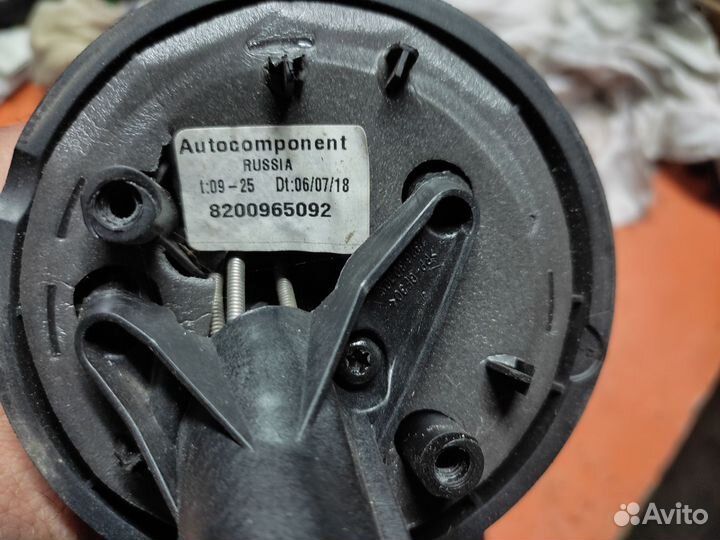 Autocomponent
RUSSIA
t:09-25 Dt:06/07/18
8200965092
Avito